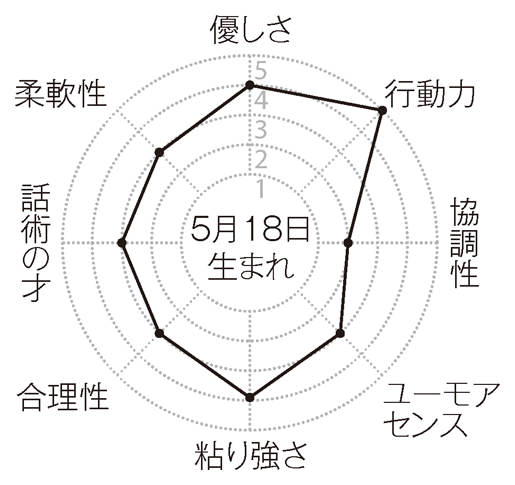 優しさ
行動力
協調性
ユーモア
センス
粘り強さ
合理性
話術の才
柔軟性
5
4
3
2
1
5月18日
生まれ